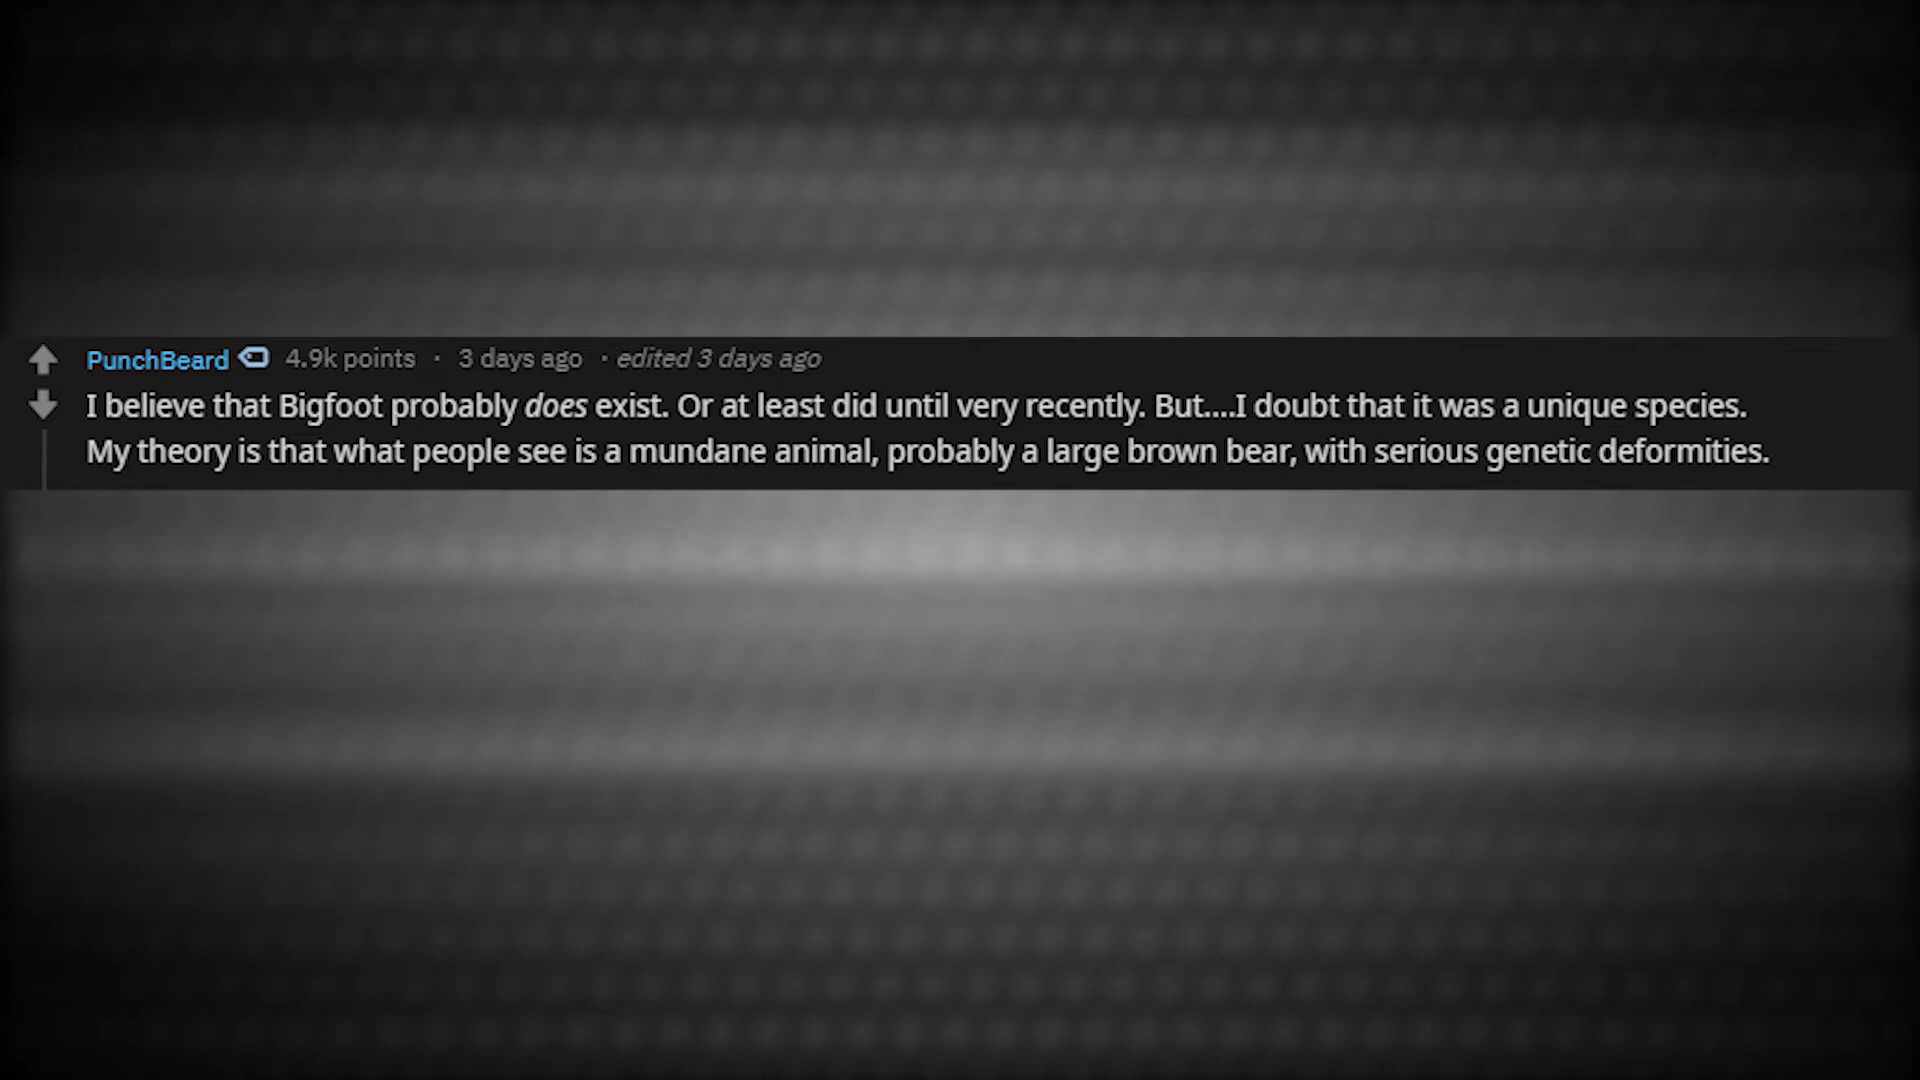 PunchBeard 4.9k points · 3 days ago · edited 3 days ago
I believe that Bigfoot probably does exist. Or at least did until very recently. But....I doubt that it was a unique species.
My theory is that what people see is a mundane animal, probably a large brown bear, with serious genetic deformities.